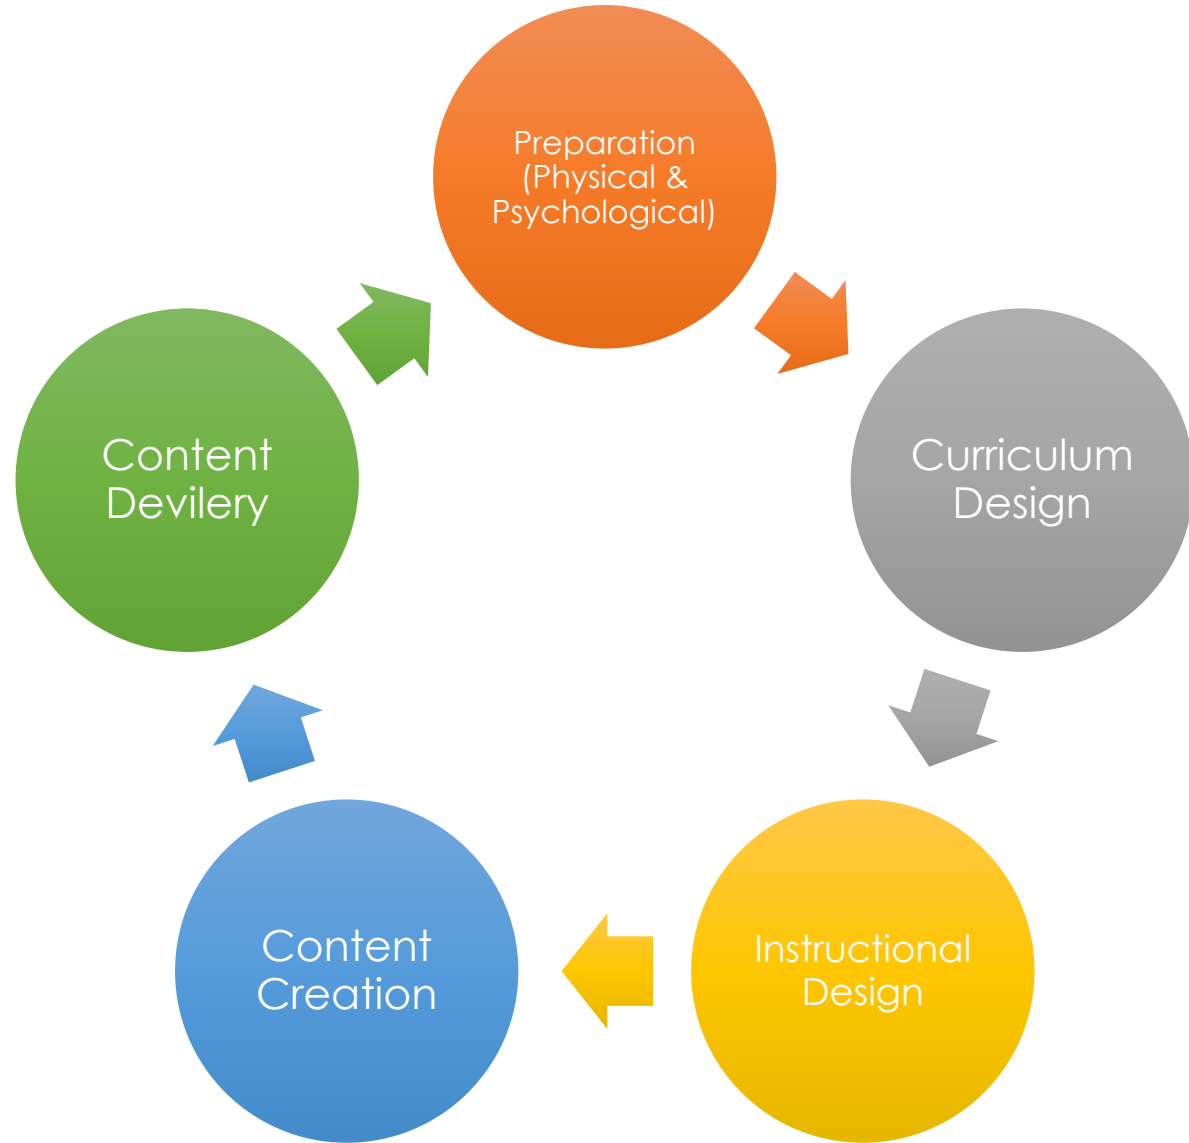 Preparation
(Physical &
Psychological)
Curriculum
Design
Instructional
Design
Content
Creation
Content
Devilery